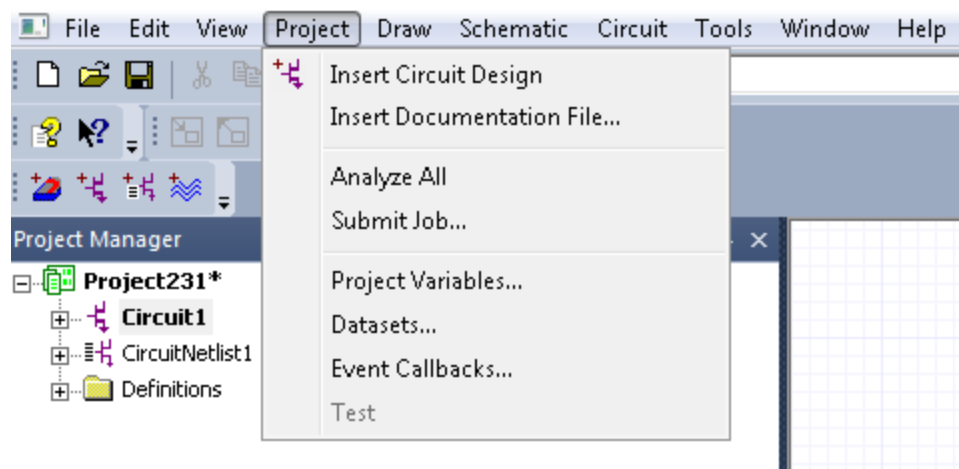 File Edit View Project Draw Schematic Circuit Tools Window Help
Insert Circuit Design
Insert Documentation File...
Analyze All
Submit Job...
Project Variables...
Datasets...
Event Callbacks...
Test
Project Manager
Project231*
Circuit1
CircuitNetlist1
Definitions